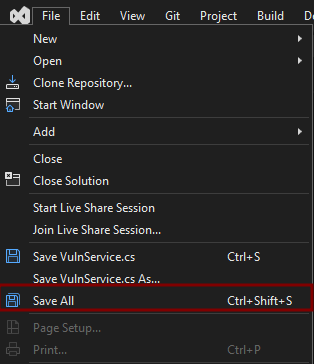 File Edit View Git Project Build
New
Open
Clone Repository...
Start Window
Add
Close
Close Solution
Start Live Share Session
Join Live Share Session...
Save VulnService.cs Ctrl+S
Save VulnService.cs As...
Save All Ctrl+Shift+S
Page Setup...
Print... Ctrl+P